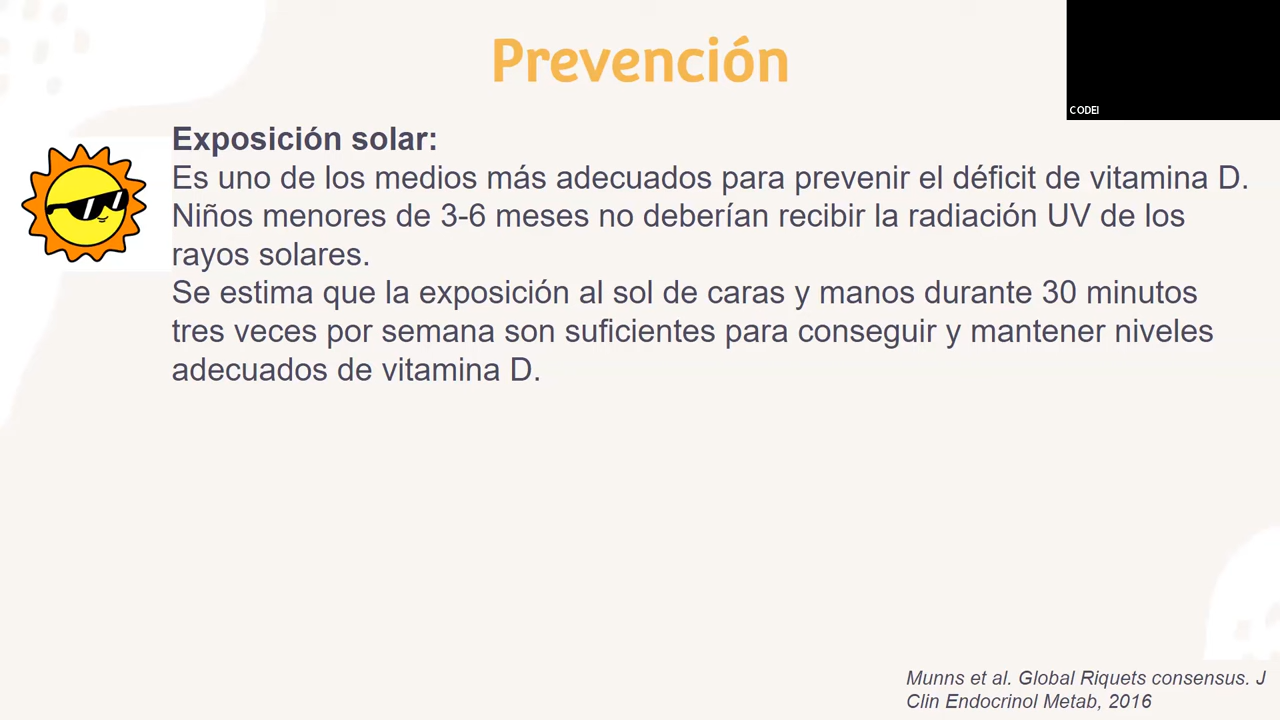 Prevención
CODEI
Exposición solar:
Es uno de los medios más adecuados para prevenir el déficit de vitamina D.
Niños menores de 3-6 meses no deberían recibir la radiación UV de los
rayos solares.
Se estima que la exposición al sol de caras y manos durante 30 minutos
tres veces por semana son suficientes para conseguir y mantener niveles
adecuados de vitamina D.
Munns et al. Global Riquets consensus. J
Clin Endocrinol Metab, 2016